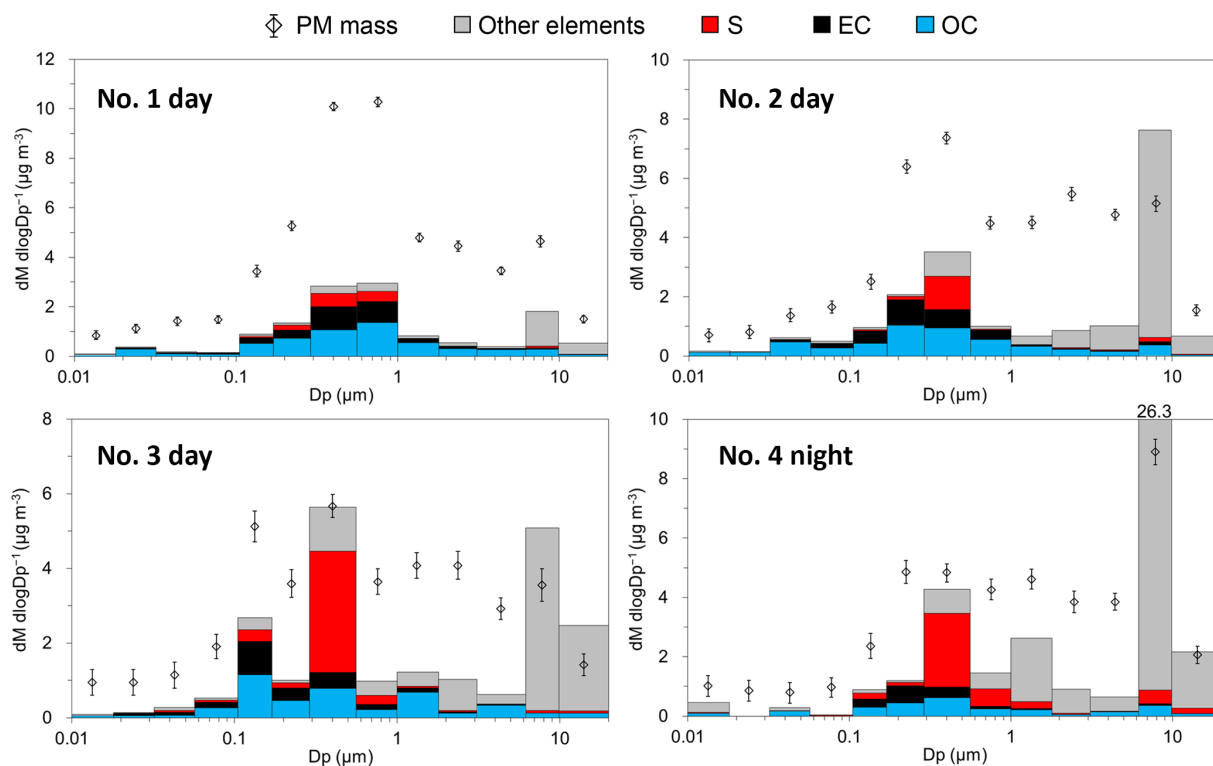 PM mass Other elements S EC OC
No. 1 day
dM dlogDp⁻¹ (µg m⁻³)
12
10
8
6
4
2
0
0.01 0.1 1 10
Dp (µm)
No. 2 day
dM dlogDp⁻¹ (µg m⁻³)
10
8
6
4
2
0
0.01 0.1 1 10
Dp (µm)
No. 3 day
dM dlogDp⁻¹ (µg m⁻³)
8
6
4
2
0
0.01 0.1 1 10
Dp (µm)
26.3
No. 4 night
dM dlogDp⁻¹ (µg m⁻³)
10
8
6
4
2
0
0.01 0.1 1 10
Dp (µm)